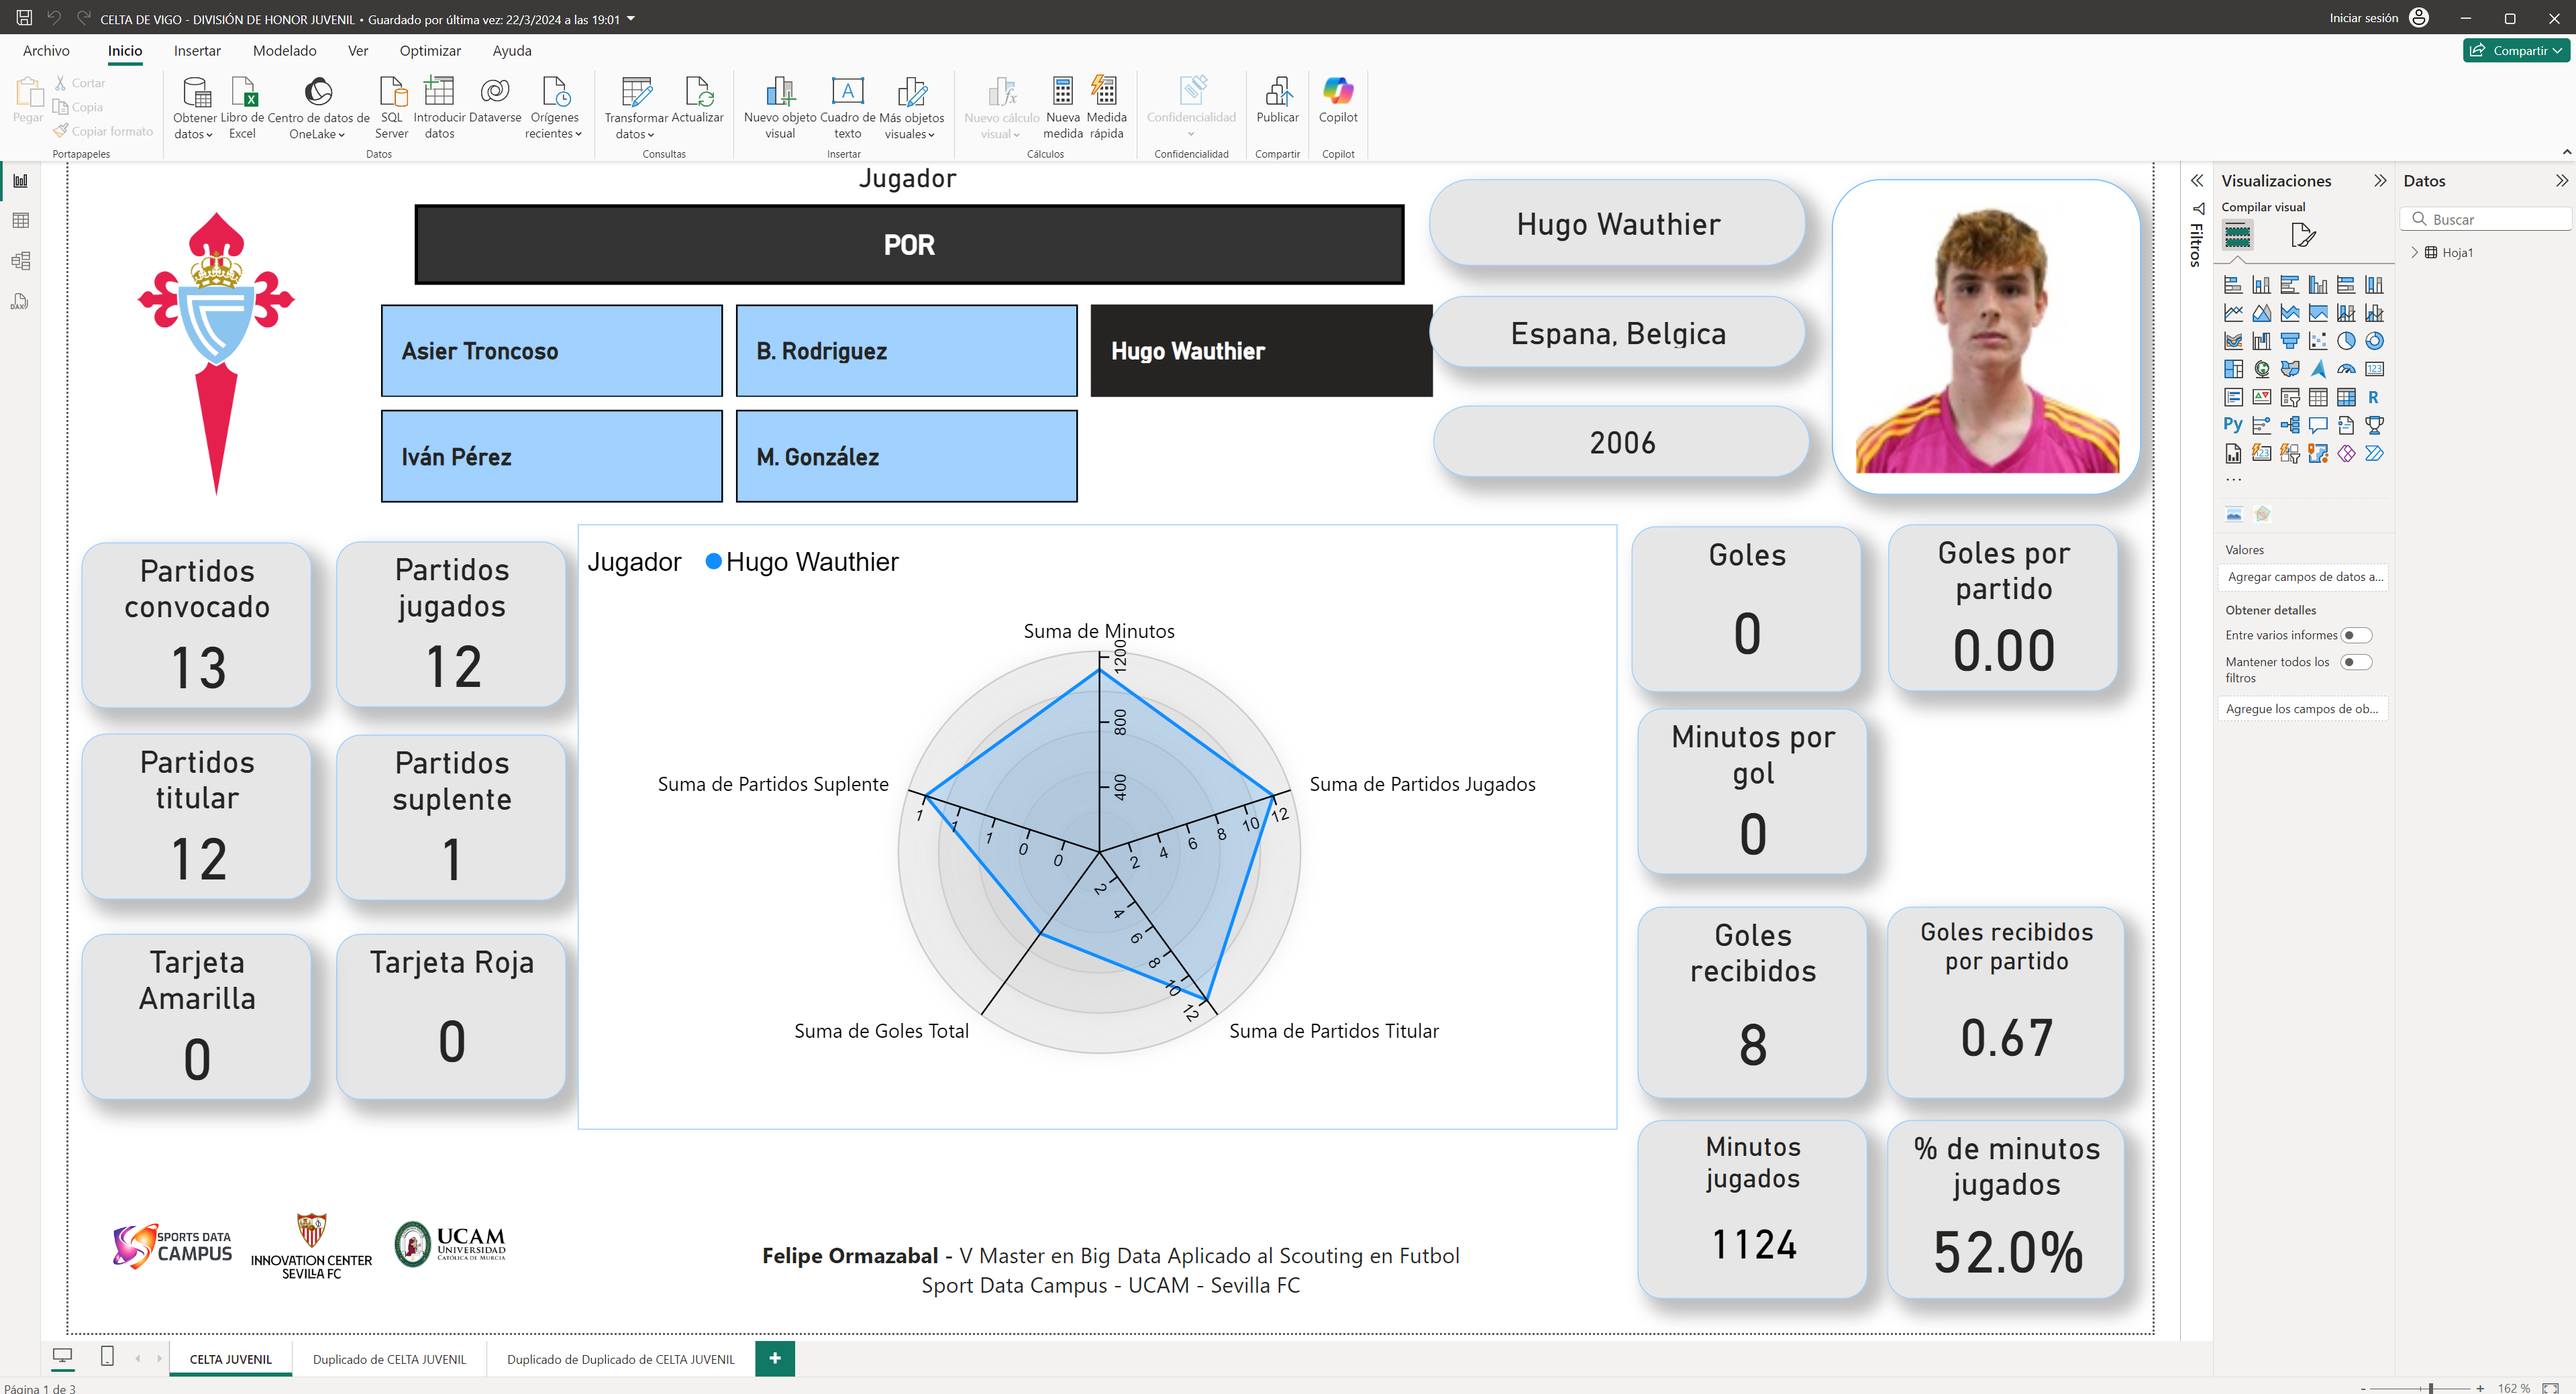 CELTA DE VIGO - DIVISIÓN DE HONOR JUVENIL • Guardado por última vez: 22/3/2024 a las 19:01
Iniciar sesión
Archivo
Inicio
Insertar
Modelado
Ver
Optimizar
Ayuda
Compartir
Pegar
Cortar
Copia
Copiar formato
Portapapeles
Obtener datos
Libro de Excel
Centro de datos de OneLake
SQL Server
Introducir datos
Dataverse
Orígenes recientes
Datos
Transformar datos
Actualizar
Consultas
Nuevo objeto visual
Cuadro de texto
Más objetos visuales
Insertar
Nuevo cálculo visual
Nueva medida
Medida rápida
Cálculos
Confidencialidad
Confidencialidad
Publicar
Compartir
Copilot
Copilot
Jugador
POR
Asier Troncoso
B. Rodriguez
Hugo Wauthier
Iván Pérez
M. González
Hugo Wauthier
Espana, Belgica
2006
Partidos
convocado
13
Partidos
jugados
12
Partidos
titular
12
Partidos
suplente
1
Tarjeta
Amarilla
0
Tarjeta Roja
0
Jugador Hugo Wauthier
Suma de Minutos
1200
800
400
Suma de Partidos Jugados
2 4 6 8 10 12
Suma de Partidos Titular
2 4 6 8 10 12
Suma de Goles Total
Suma de Partidos Suplente
1 1 1 0 0
Goles
0
Goles por
partido
0.00
Minutos por
gol
0
Goles
recibidos
8
Goles recibidos
por partido
0.67
Minutos
jugados
1124
% de minutos
jugados
52.0%
SPORTS DATA
CAMPUS
INNOVATION CENTER
SEVILLA FC
UCAM
UNIVERSIDAD
CATÓLICA DE MURCIA
Felipe Ormazabal - V Master en Big Data Aplicado al Scouting en Futbol
Sport Data Campus - UCAM - Sevilla FC
Filtros
Visualizaciones
Compilar visual
123
R
Py
...
Valores
Agregar campos de datos a...
Obtener detalles
Entre varios informes
Mantener todos los
filtros
Agregue los campos de ob...
Datos
Buscar
Hoja1
DAX
CELTA JUVENIL
Duplicado de CELTA JUVENIL
Duplicado de Duplicado de CELTA JUVENIL
+
Página 1 de 3
- + 162 %